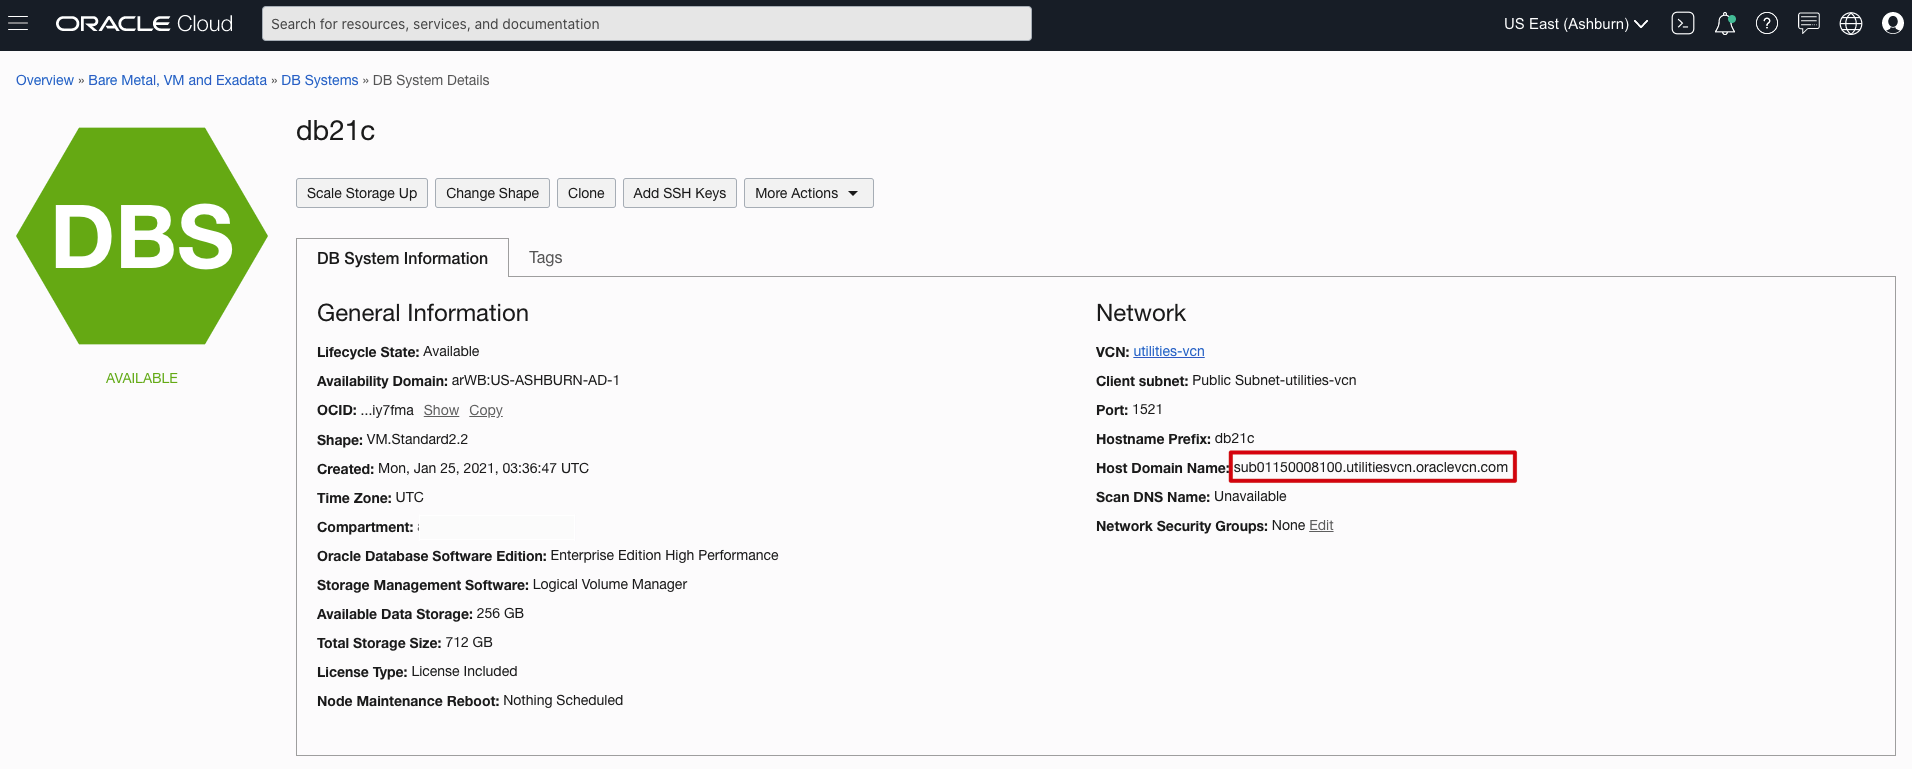 ORACLE Cloud
Search for resources, services, and documentation
US East (Ashburn)
Overview » Bare Metal, VM and Exadata » DB Systems » DB System Details
DBS
AVAILABLE
db21c
Scale Storage Up
Change Shape
Clone
Add SSH Keys
More Actions
DB System Information
Tags
General Information
Lifecycle State: Available
Availability Domain: arWB:US-ASHBURN-AD-1
OCID: ...iy7fma Show Copy
Shape: VM.Standard2.2
Created: Mon, Jan 25, 2021, 03:36:47 UTC
Time Zone: UTC
Compartment:
Oracle Database Software Edition: Enterprise Edition High Performance
Storage Management Software: Logical Volume Manager
Available Data Storage: 256 GB
Total Storage Size: 712 GB
License Type: License Included
Node Maintenance Reboot: Nothing Scheduled
Network
VCN: utilities-vcn
Client subnet: Public Subnet-utilities-vcn
Port: 1521
Hostname Prefix: db21c
Host Domain Name: sub01150008100.utilitiesvcn.oraclevcn.com
Scan DNS Name: Unavailable
Network Security Groups: None Edit